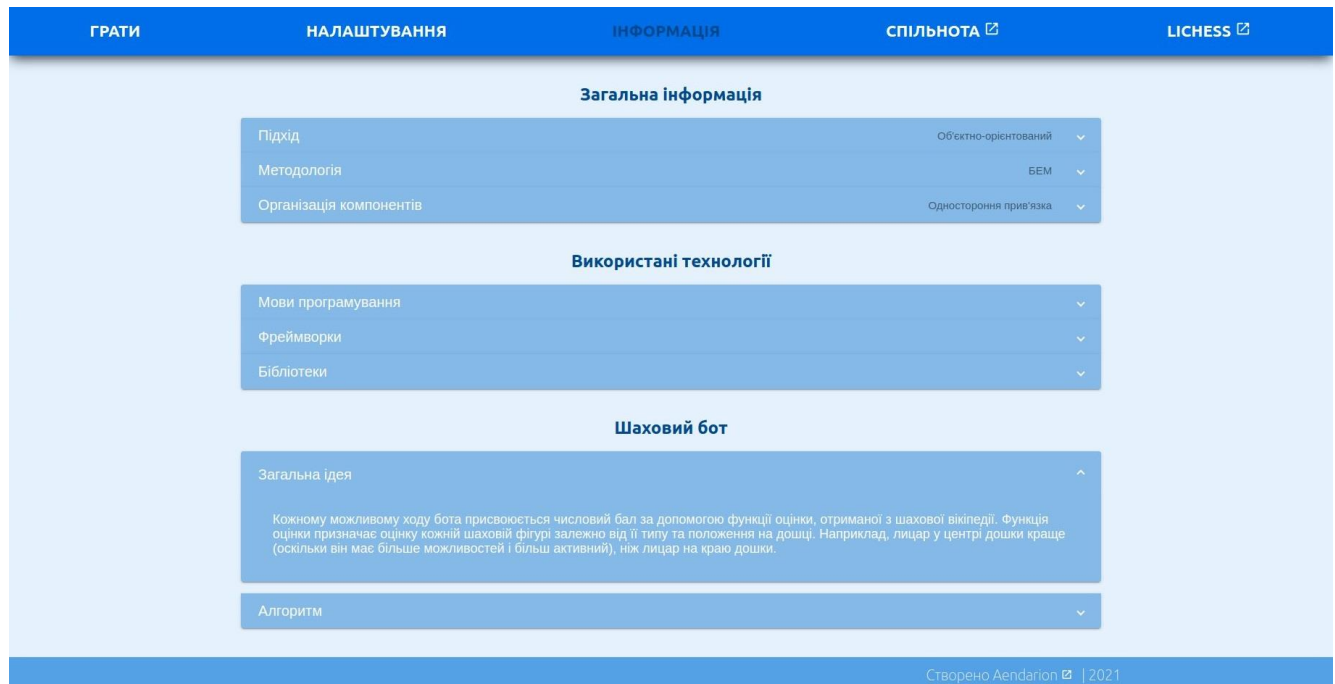 ГРАТИ НАЛАШТУВАННЯ ІНФОРМАЦІЯ СПІЛЬНОТА LICHESS
Загальна інформація
Підхід Об'єктно-орієнтований
Методологія БЕМ
Організація компонентів Одностороння прив'язка
Використані технології
Мови програмування
Фреймворки
Бібліотеки
Шаховий бот
Загальна ідея
Кожному можливому ходу бота присвоюється числовий бал за допомогою функції оцінки, отриманої з шахової вікіпедії. Функція
оцінки призначає оцінку кожній шаховій фігурі залежно від її типу та положення на дошці. Наприклад, лицар у центрі дошки краще
(оскільки він має більше можливостей і більш активний), ніж лицар на краю дошки.
Алгоритм
Створено Aendarion | 2021